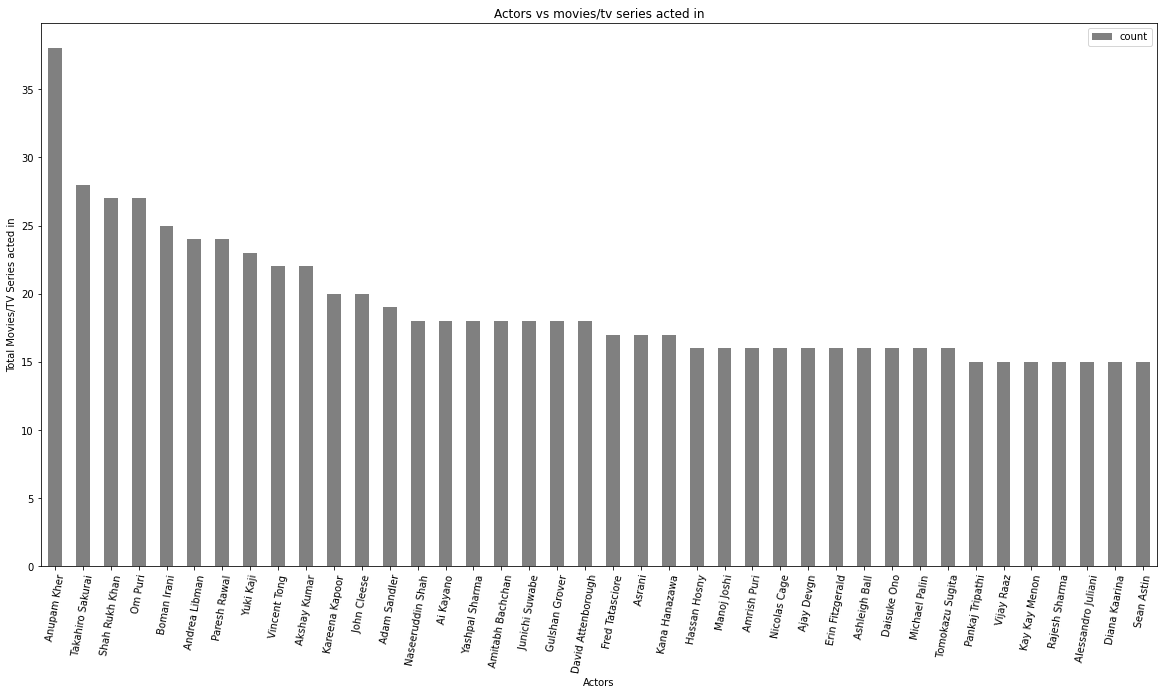 Actors vs movies/tv series acted in
count
Total Movies/TV Series acted in
35
30
25
20
15
10
5
0
Anupam Kher
Takahiro Sakurai
Shah Rukh Khan
Om Puri
Boman Irani
Andrea Libman
Paresh Rawal
Yuki Kaji
Vincent Tong
Akshay Kumar
Kareena Kapoor
John Cleese
Adam Sandler
Naseeruddin Shah
Ai Kayano
Yashpal Sharma
Amitabh Bachchan
Junichi Suwabe
Gulshan Grover
David Attenborough
Fred Tatasciore
Asrani
Kana Hanazawa
Hassan Hosny
Manoj Joshi
Amrish Puri
Nicolas Cage
Ajay Devgn
Erin Fitzgerald
Ashleigh Ball
Daisuke Ono
Michael Palin
Tomokazu Sugita
Pankaj Tripathi
Vijay Raaz
Kay Kay Menon
Rajesh Sharma
Alessandro Juliani
Diana Kaarina
Sean Astin
Actors